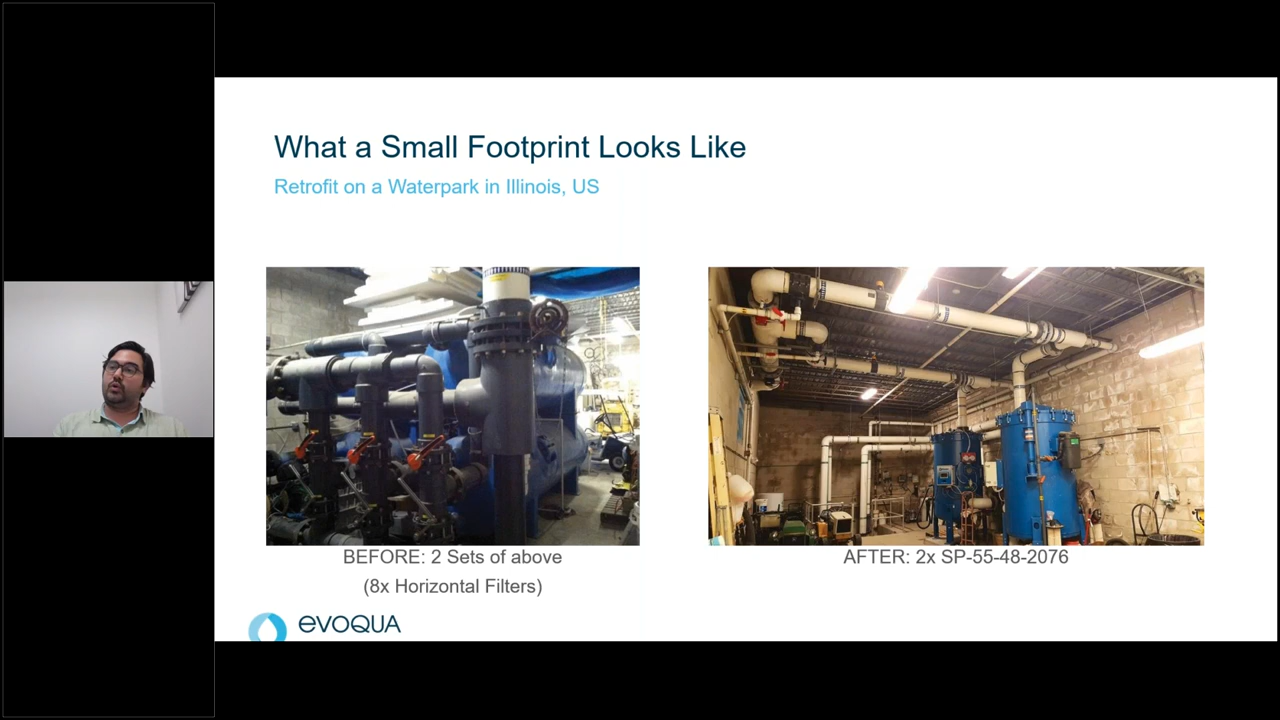 What a Small Footprint Looks Like
Retrofit on a Waterpark in Illinois, US
BEFORE: 2 Sets of above
(8x Horizontal Filters)
AFTER: 2x SP-55-48-2076
evoQUA